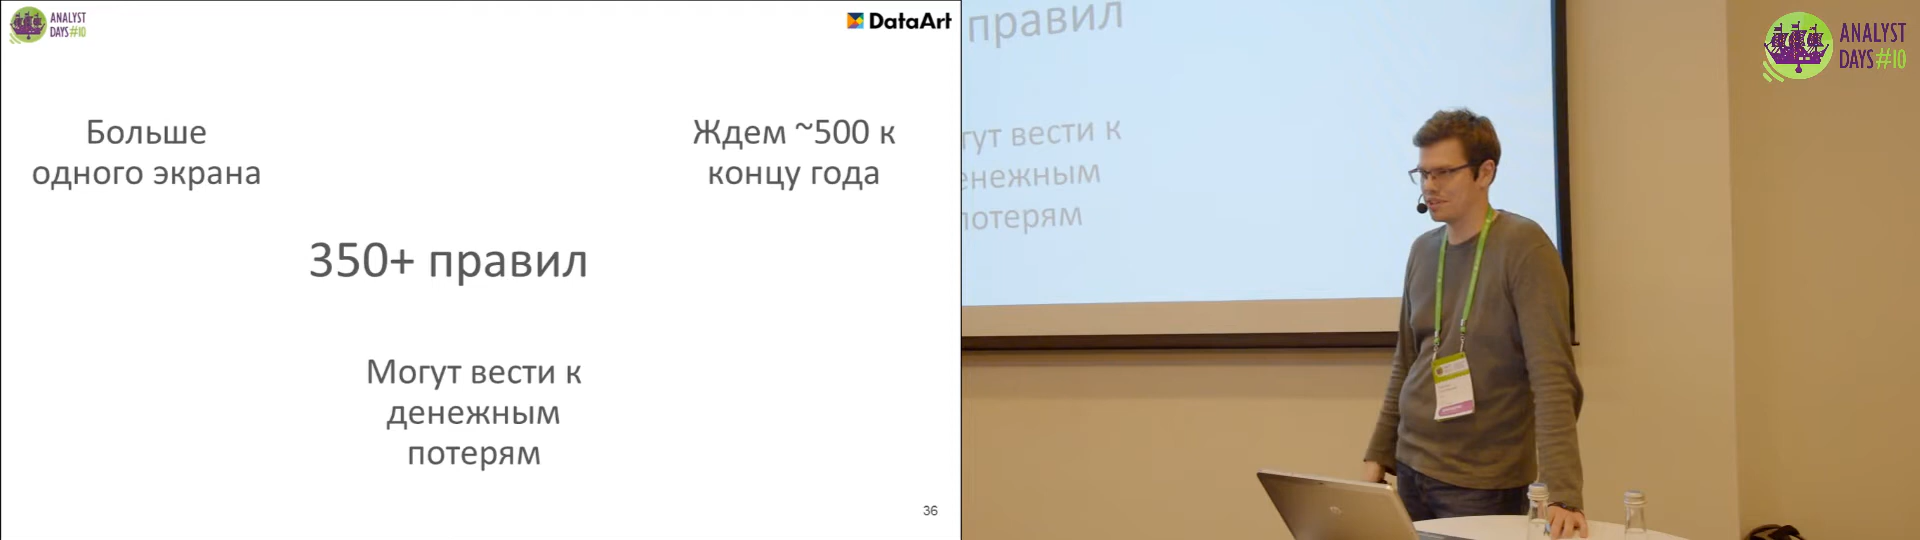 ANALYST
DAYS#10
DataArt
Больше
одного экрана
Ждем ~500 к
концу года
350+ правил
Могут вести к
денежным
потерям
36
правил
гут вести к
енежным
потерям
ANALYST
DAYS#10